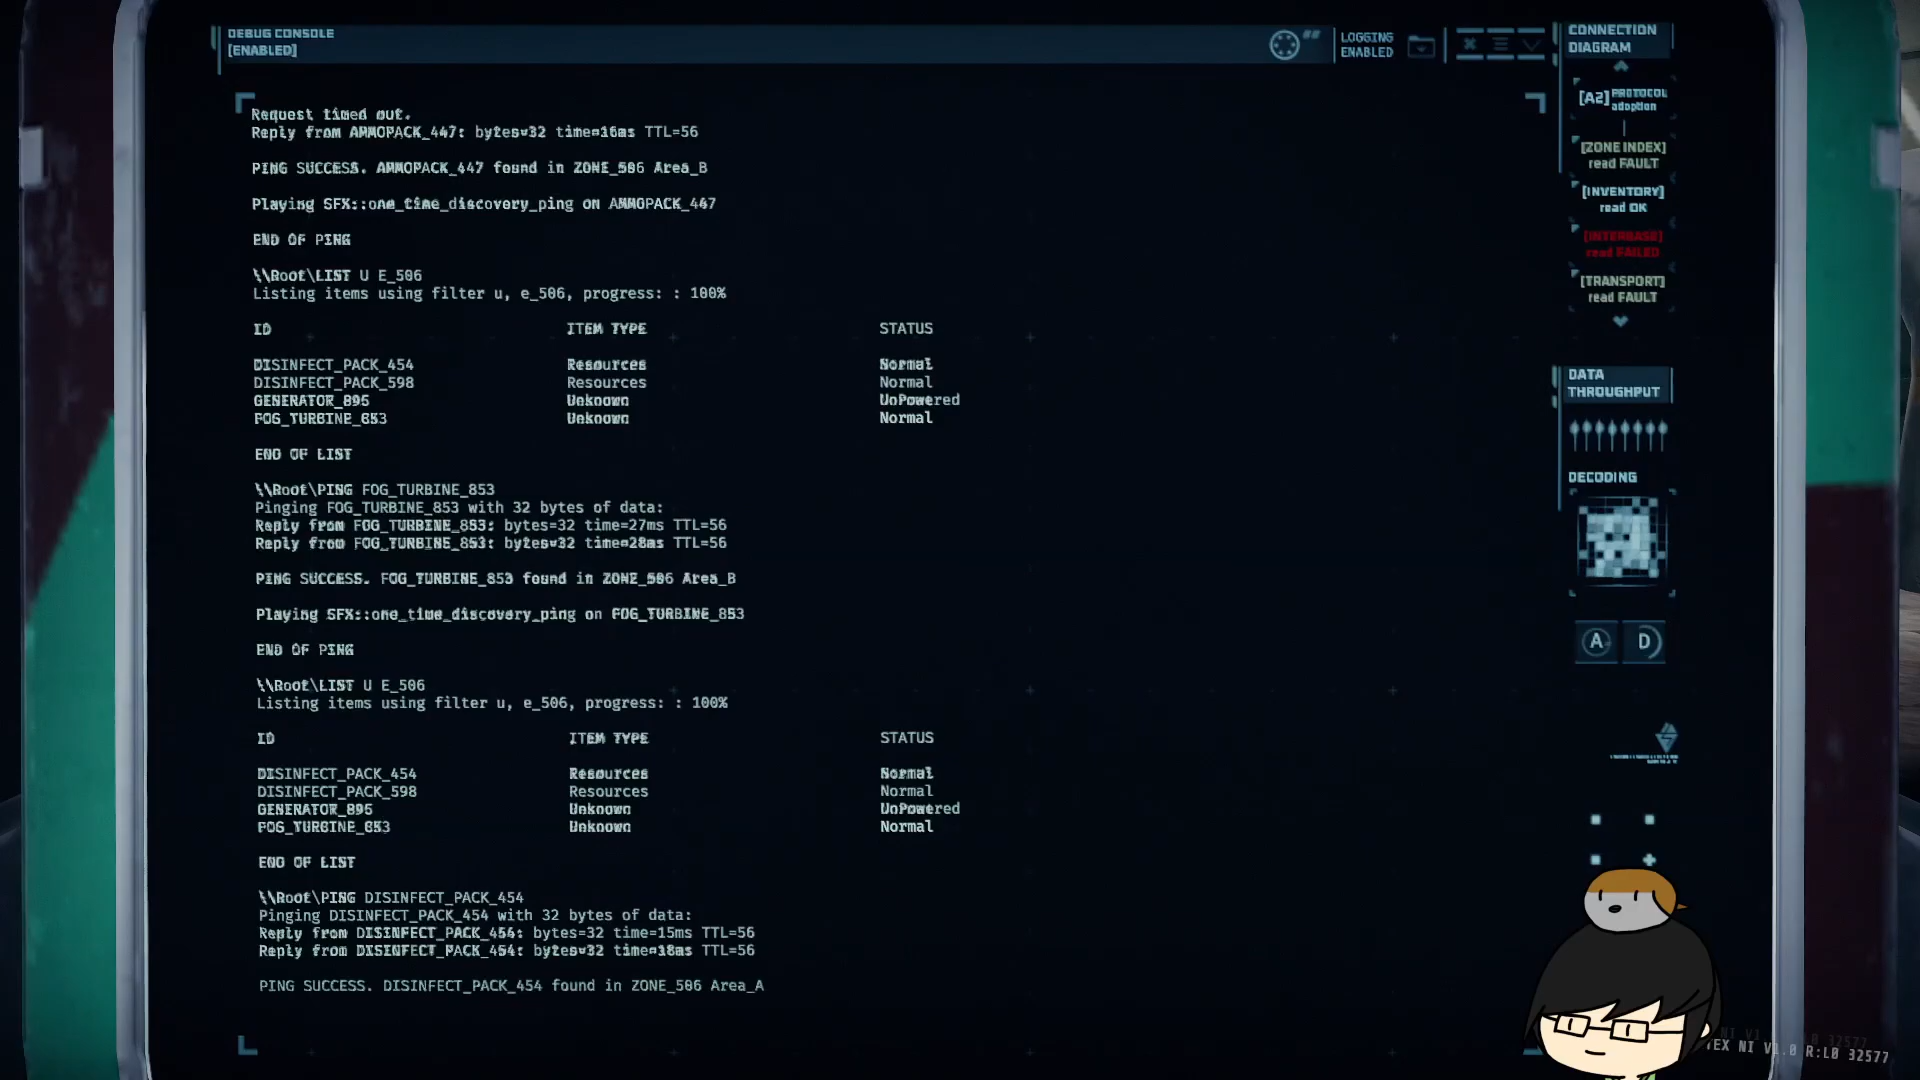 DEBUG CONSOLE
[ENABLED]
LOGGING
ENABLED
Request timed out.
Reply from AMMOPACK_447: bytes=32 time=16ms TTL=56
PING SUCCESS. AMMOPACK_447 found in ZONE_506 Area_B
Playing SFX::one_time_discovery_ping on AMMOPACK_447
END OF PING
\\Root\LIST U E_506
Listing items using filter u, e_506, progress: : 100%
ID ITEM TYPE STATUS
DISINFECT_PACK_454 Resources Normal
DISINFECT_PACK_598 Resources Normal
GENERATOR_895 Unknown UnPowered
FOG_TURBINE_853 Unknown Normal
END OF LIST
\\Root\PING FOG_TURBINE_853
Pinging FOG_TURBINE_853 with 32 bytes of data:
Reply from FOG_TURBINE_853: bytes=32 time=27ms TTL=56
Reply from FOG_TURBINE_853: bytes=32 time=28ms TTL=56
PING SUCCESS. FOG_TURBINE_853 found in ZONE_506 Area_B
Playing SFX::one_time_discovery_ping on FOG_TURBINE_853
END OF PING
\\Root\LIST U E_506
Listing items using filter u, e_506, progress: : 100%
ID ITEM TYPE STATUS
DISINFECT_PACK_454 Resources Normal
DISINFECT_PACK_598 Resources Normal
GENERATOR_895 Unknown UnPowered
FOG_TURBINE_853 Unknown Normal
END OF LIST
\\Root\PING DISINFECT_PACK_454
Pinging DISINFECT_PACK_454 with 32 bytes of data:
Reply from DISINFECT_PACK_454: bytes=32 time=15ms TTL=56
Reply from DISINFECT_PACK_454: bytes=32 time=18ms TTL=56
PING SUCCESS. DISINFECT_PACK_454 found in ZONE_506 Area_A
CONNECTION
DIAGRAM
[A2] PROTOCOL
adoption
[ZONE INDEX]
read FAULT
[INVENTORY]
read OK
[INTERBASE]
read FAILED
[TRANSPORT]
read FAULT
DATA
THROUGHPUT
DECODING
A D
NI V1.0 R:L0 32577